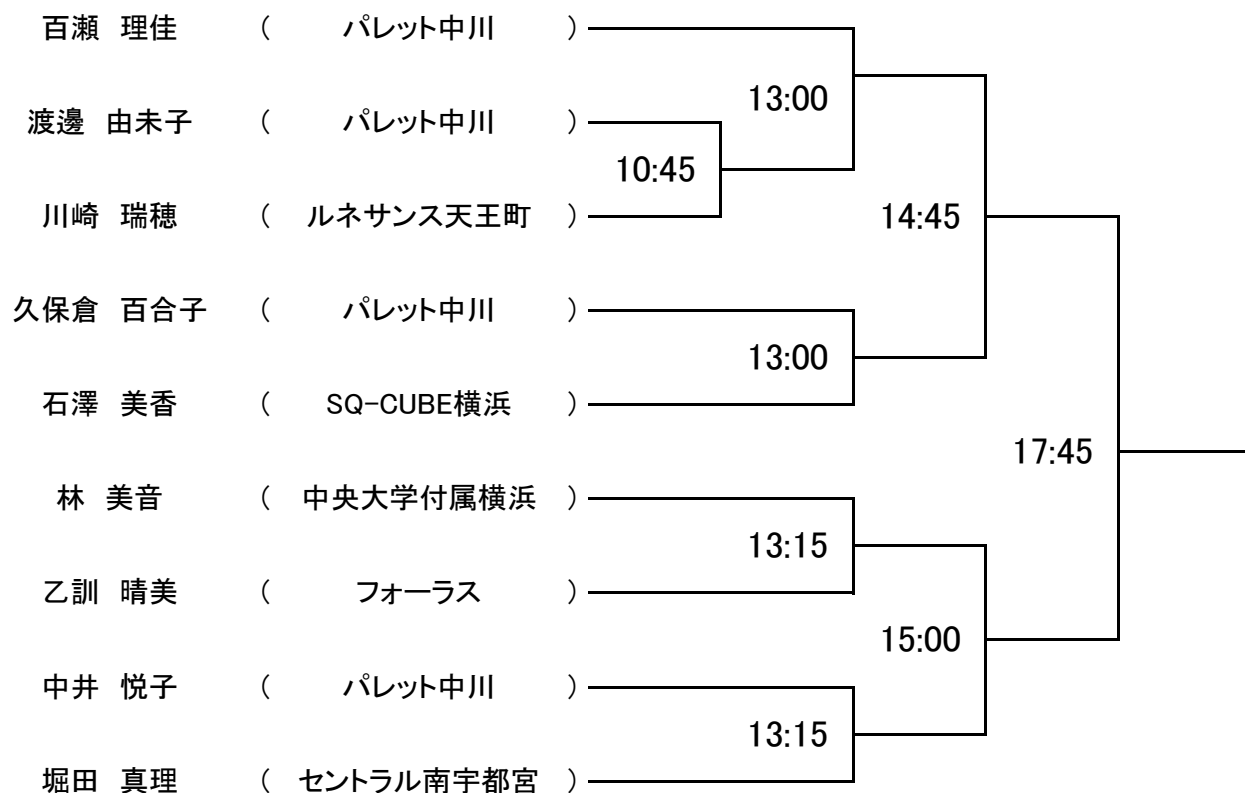 百瀬 理佳 ( パレット中川 )
13:00
渡邊 由未子 ( パレット中川 )
10:45
川崎 瑞穂 ( ルネサンス天王町 )
14:45
久保倉 百合子 ( パレット中川 )
13:00
石澤 美香 ( SQ-CUBE横浜 )
17:45
林 美音 ( 中央大学付属横浜 )
13:15
乙訓 晴美 ( フォーラス )
15:00
中井 悦子 ( パレット中川 )
13:15
堀田 真理 ( セントラル南宇都宮 )